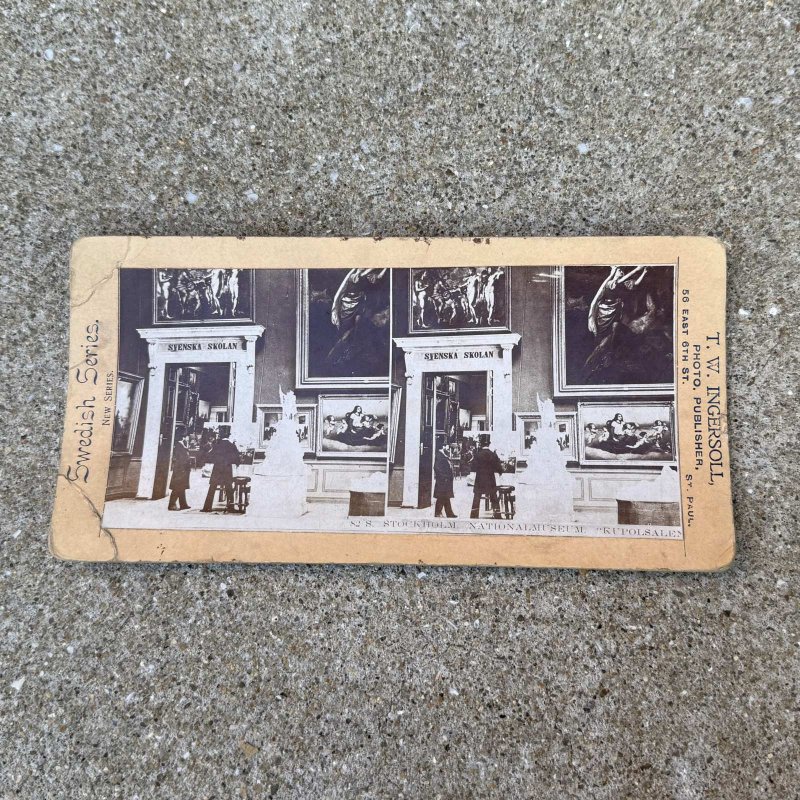 Swedish Series.
New Series.
SVENSKA SKOLAN
SVENSKA SKOLAN
82 S. STOCKHOLM, NATIONALMUSEUM, "KUPOLSALEN
T. W. INGERSOLL,
PHOTO. PUBLISHER,
56 EAST 6TH ST. ST. PAUL.